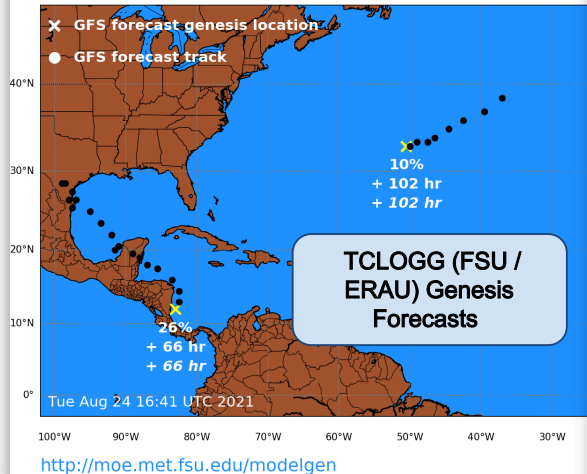 GFS forecast genesis location
GFS forecast track
40°N
30°N
20°N
10°N
0°
10%
+ 102 hr
+ 102 hr
TCLOGG (FSU /
ERAU) Genesis
Forecasts
26%
+ 66 hr
+ 66 hr
Tue Aug 24 16:41 UTC 2021
100°W 90°W 80°W 70°W 60°W 50°W 40°W 30°W
http://moe.met.fsu.edu/modelgen